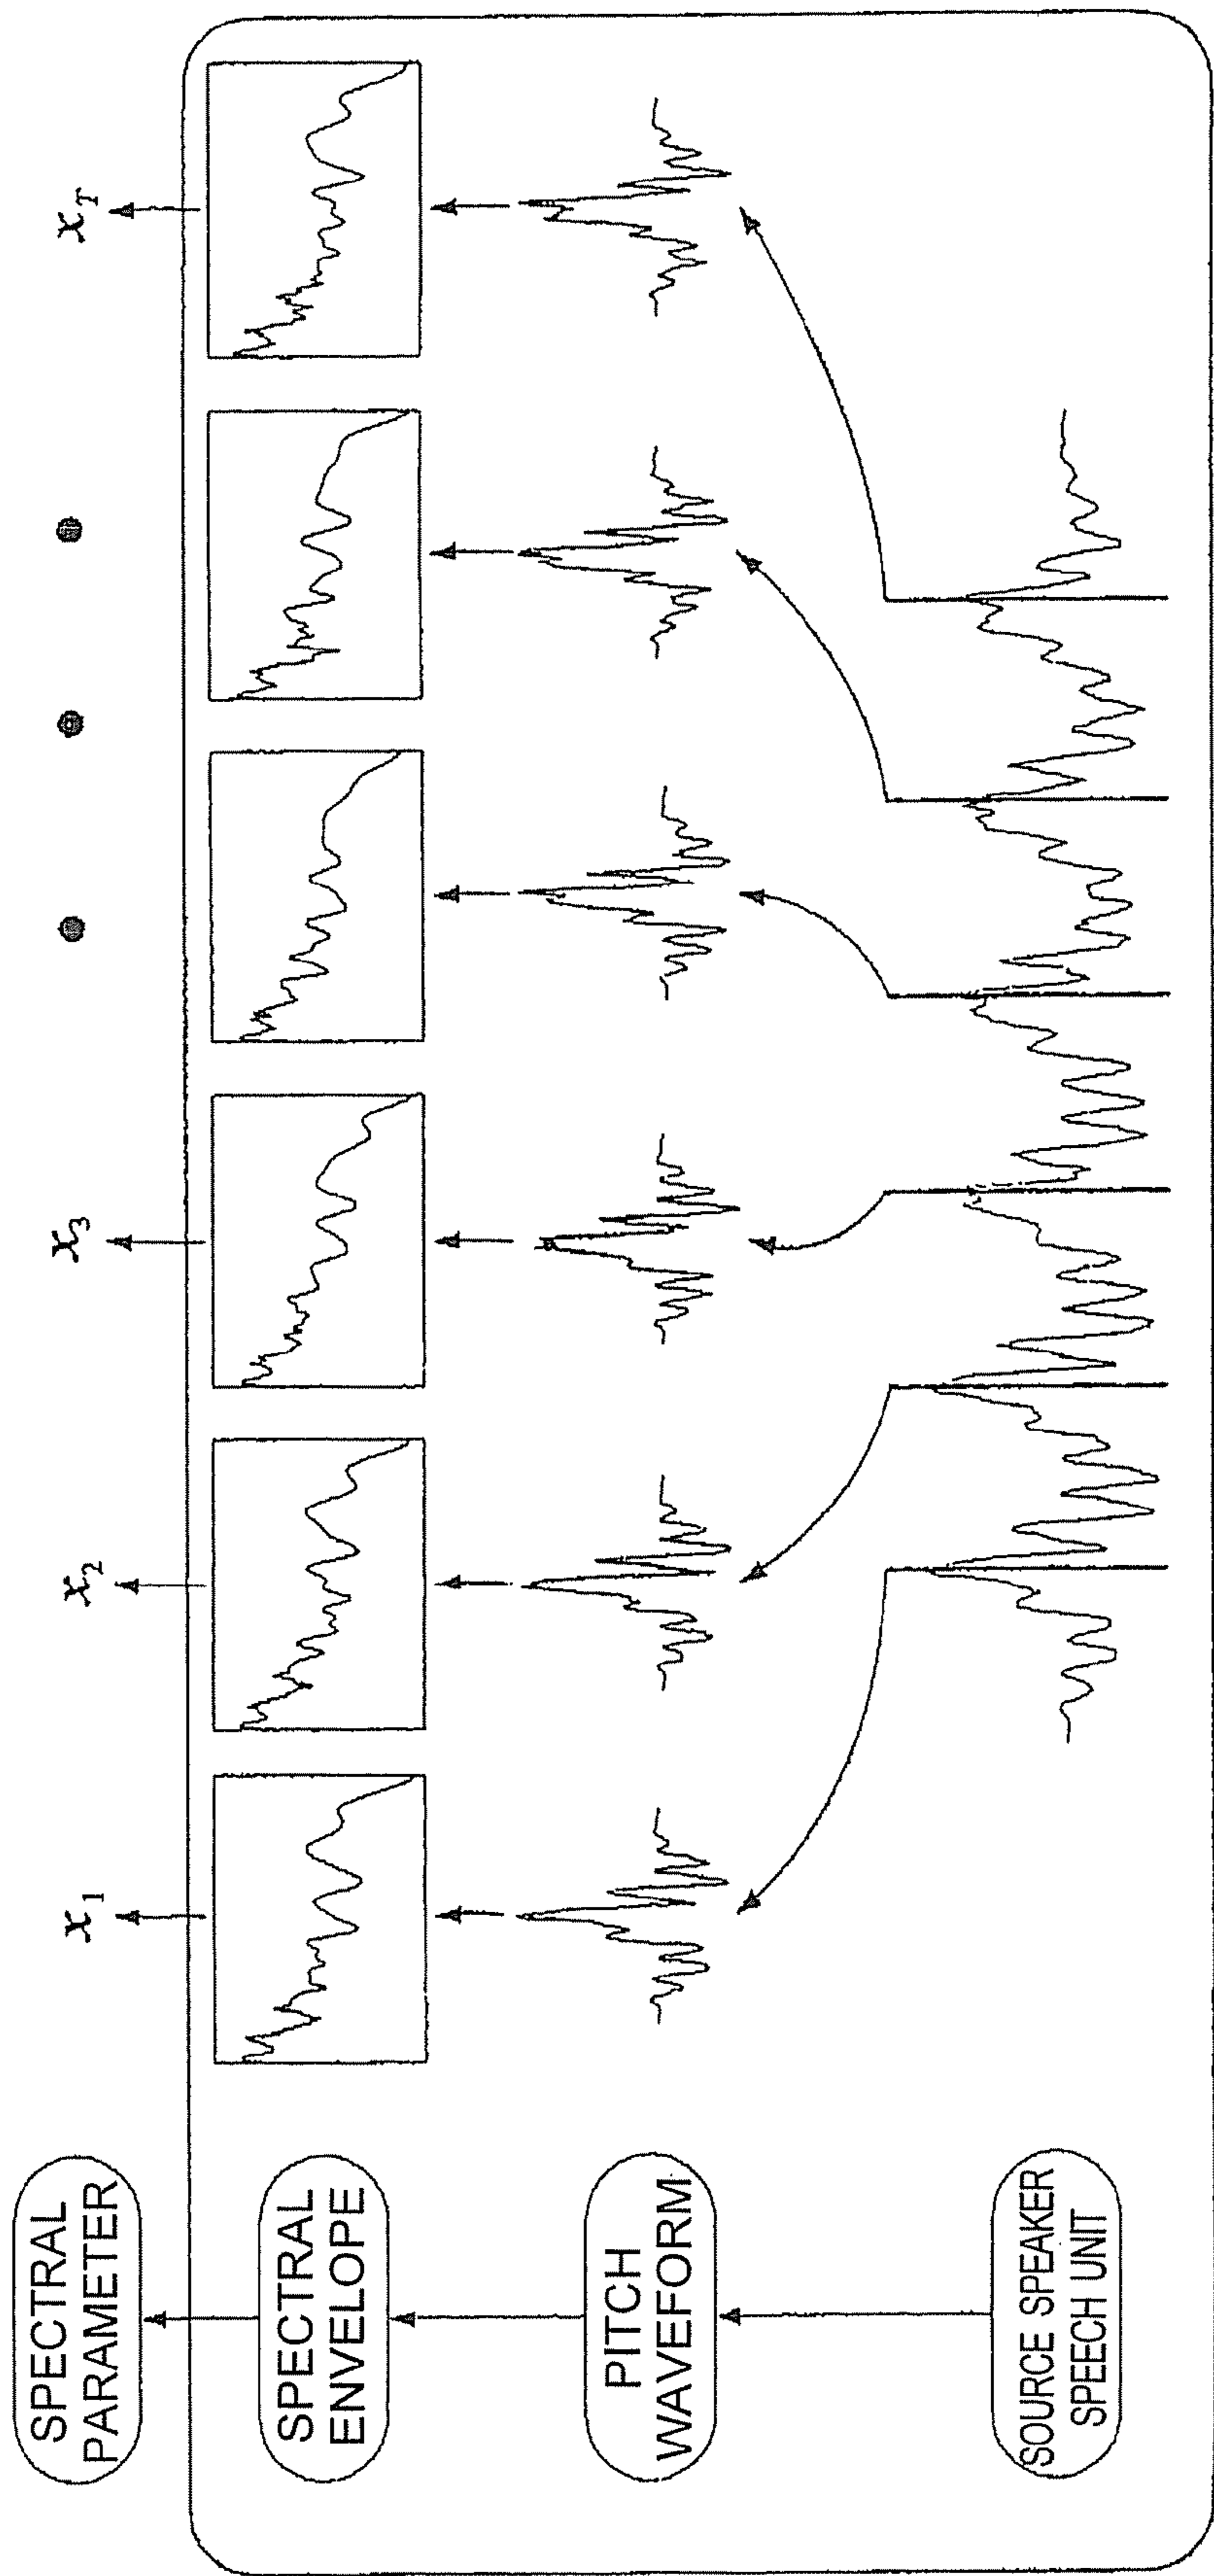 SPECTRAL
PARAMETER
x1
x2
x3
● ● ●
xT
SPECTRAL
ENVELOPE
PITCH
WAVEFORM
SOURCE SPEAKER
SPEECH UNIT